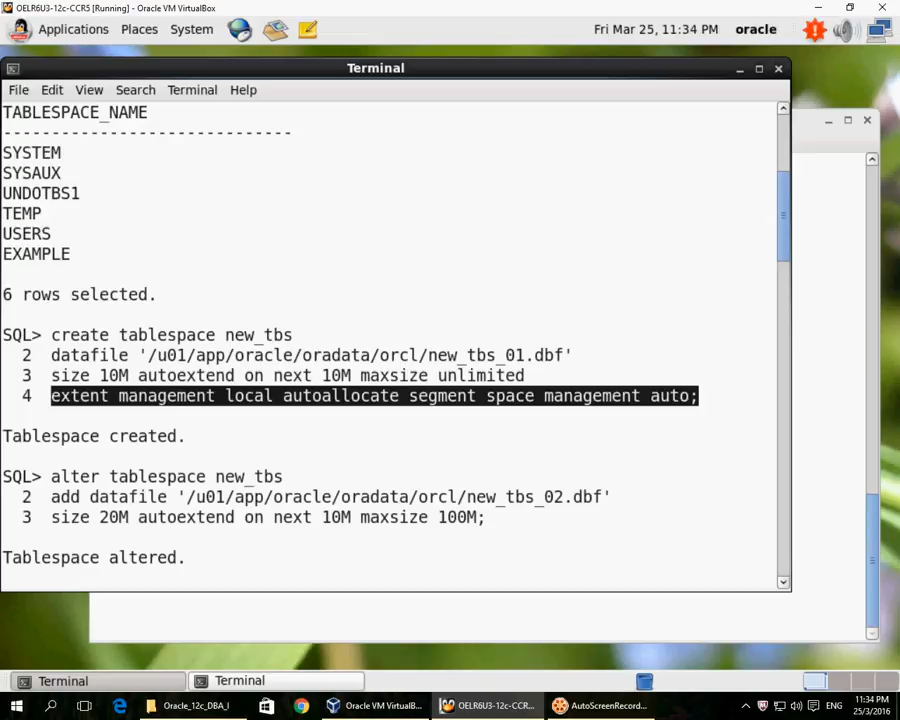 OELR6U3-12c-CCR5 [Running] - Oracle VM VirtualBox
Applications Places System
Fri Mar 25, 11:34 PM oracle
Terminal
File Edit View Search Terminal Help
TABLESPACE_NAME
------------------------------
SYSTEM
SYSAUX
UNDOTBS1
TEMP
USERS
EXAMPLE
6 rows selected.
SQL> create tablespace new_tbs
2 datafile '/u01/app/oracle/oradata/orcl/new_tbs_01.dbf'
3 size 10M autoextend on next 10M maxsize unlimited
4 extent management local autoallocate segment space management auto;
Tablespace created.
SQL> alter tablespace new_tbs
2 add datafile '/u01/app/oracle/oradata/orcl/new_tbs_02.dbf'
3 size 20M autoextend on next 10M maxsize 100M;
Tablespace altered.
Terminal Terminal
Oracle_12c_DBA_I Oracle VM VirtualB... OELR6U3-12c-CCR... AutoScreenRecord... ENG 11:34 PM
25/3/2016